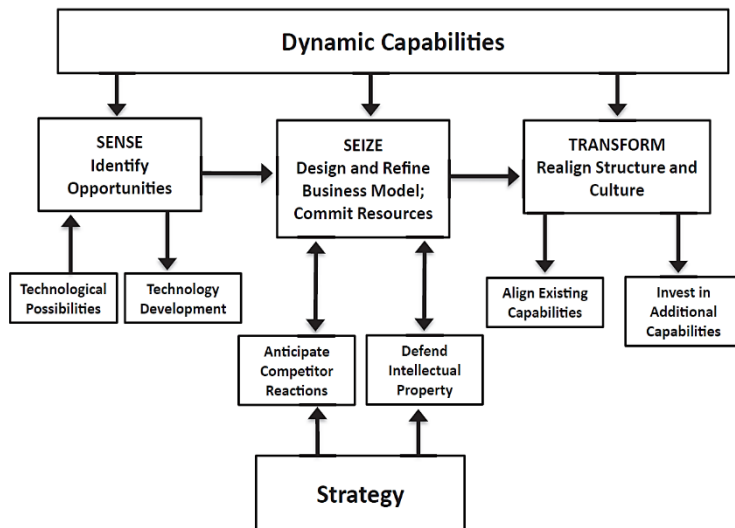 Dynamic Capabilities
SENSE
Identify
Opportunities
SEIZE
Design and Refine
Business Model;
Commit Resources
TRANSFORM
Realign Structure and
Culture
Technological
Possibilities
Technology
Development
Align Existing
Capabilities
Invest in
Additional
Capabilities
Anticipate
Competitor
Reactions
Defend
Intellectual
Property
Strategy